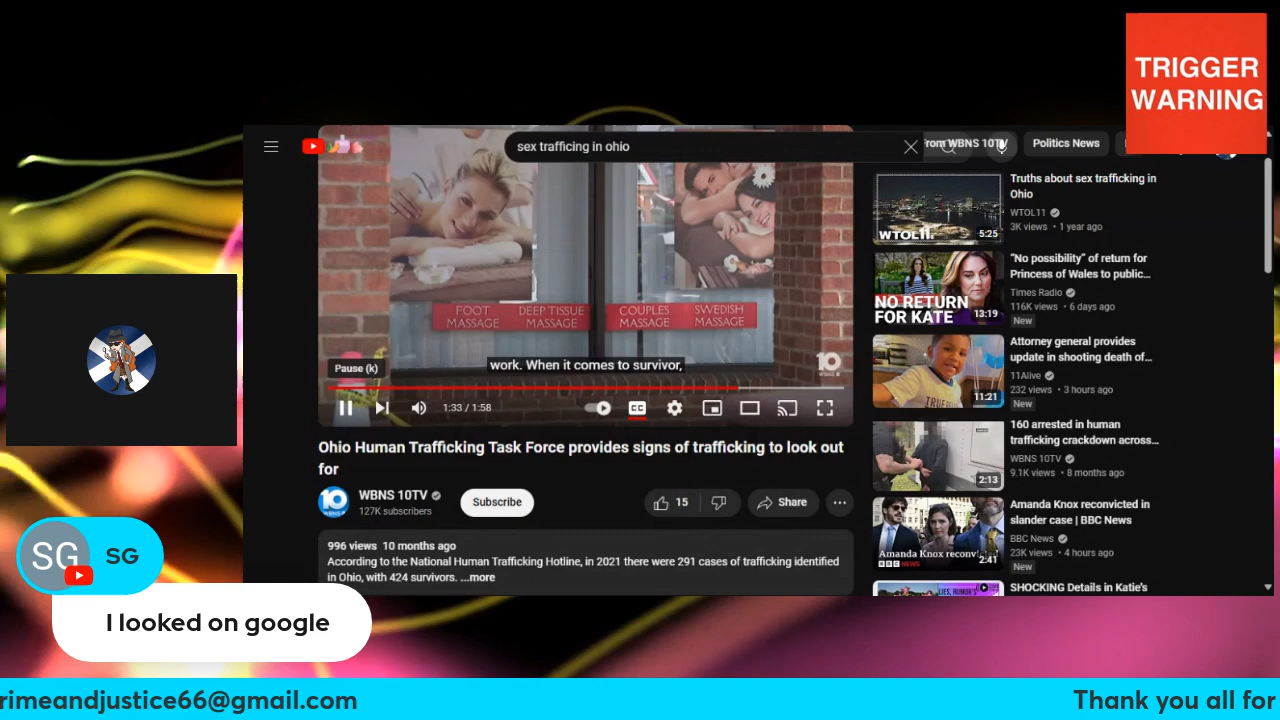 TRIGGER
WARNING
sex trafficing in ohio
From WBNS 10TV
Politics News
FOOT
MASSAGE
DEEP TISSUE
MASSAGE
COUPLES
MASSAGE
SWEDISH
MASSAGE
10
work. When it comes to survivor,
Pause (k)
1:33 / 1:58
CC
Ohio Human Trafficking Task Force provides signs of trafficking to look out
for
WBNS 10TV
127K subscribers
Subscribe
15
Share
996 views 10 months ago
According to the National Human Trafficking Hotline, in 2021 there were 291 cases of trafficking identified
in Ohio, with 424 survivors. ...more
WTOL11
5:25
Truths about sex trafficking in
Ohio
WTOL11
3K views • 1 year ago
NO RETURN
FOR KATE
13:19
“No possibility” of return for
Princess of Wales to public...
Times Radio
116K views • 6 days ago
New
11:21
Attorney general provides
update in shooting death of...
11Alive
232 views • 3 hours ago
New
2:13
160 arrested in human
trafficking crackdown across...
WBNS 10TV
9.1K views • 8 months ago
Amanda Knox reconv
BBC NEWS
2:41
Amanda Knox reconvicted in
slander case | BBC News
BBC News
23K views • 4 hours ago
New
SHOCKING Details in Katie's
SG
SG
I looked on google
rimeandjustice66@gmail.com
Thank you all for